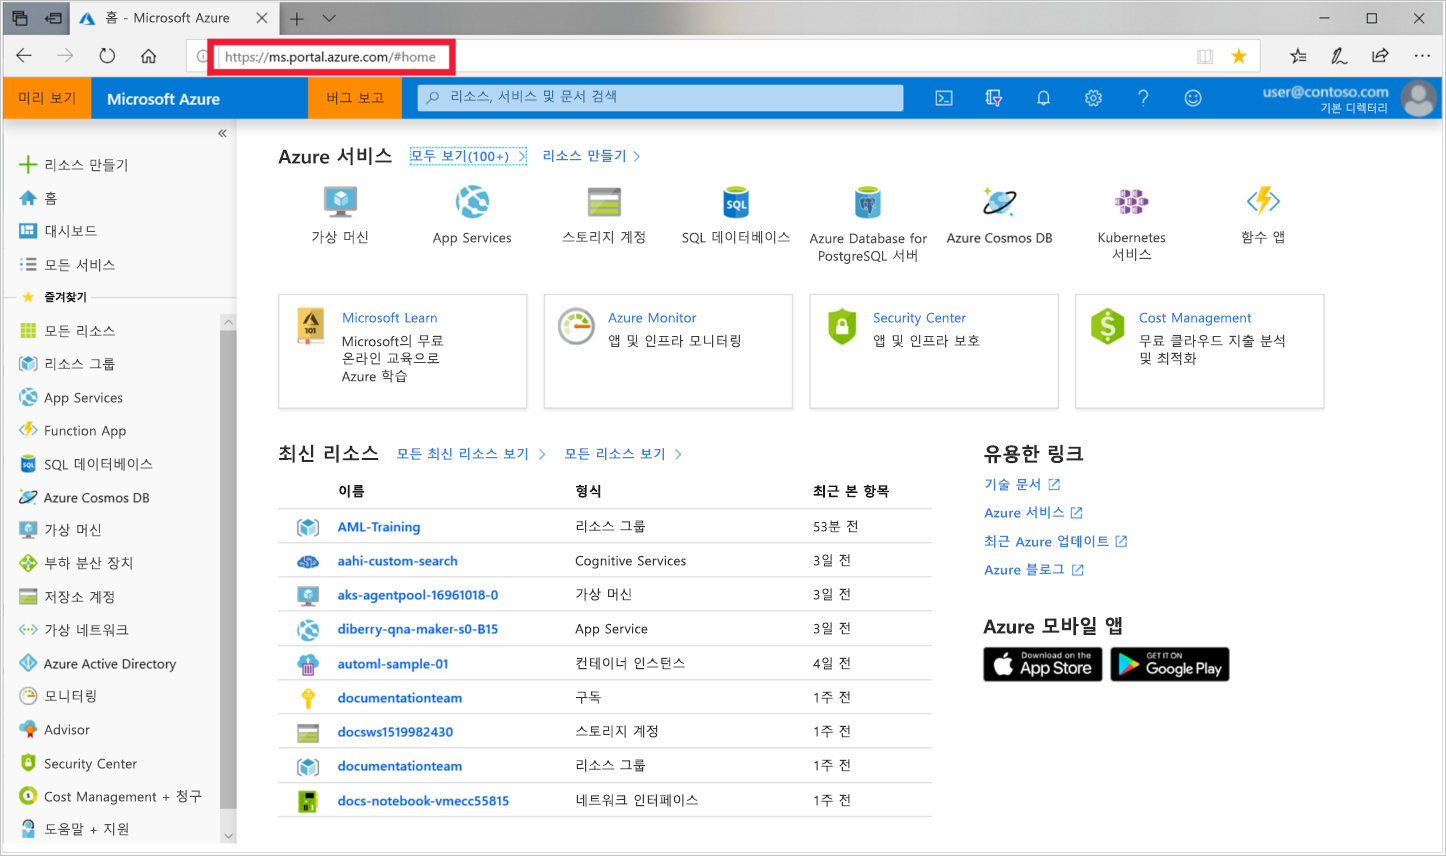 홈 - Microsoft Azure
https://ms.portal.azure.com/#home
미리 보기
Microsoft Azure
버그 보고
리소스, 서비스 및 문서 검색
user@contoso.com
기본 디렉터리
리소스 만들기
홈
대시보드
모든 서비스
즐겨찾기
모든 리소스
리소스 그룹
App Services
Function App
SQL 데이터베이스
Azure Cosmos DB
가상 머신
부하 분산 장치
저장소 계정
가상 네트워크
Azure Active Directory
모니터링
Advisor
Security Center
Cost Management + 청구
도움말 + 지원
Azure 서비스
모두 보기(100+)
리소스 만들기
가상 머신
App Services
스토리지 계정
SQL
SQL 데이터베이스
Azure Database for
PostgreSQL 서버
Azure Cosmos DB
Kubernetes
서비스
함수 앱
101
Microsoft Learn
Microsoft의 무료
온라인 교육으로
Azure 학습
Azure Monitor
앱 및 인프라 모니터링
Security Center
앱 및 인프라 보호
Cost Management
무료 클라우드 지출 분석
및 최적화
최신 리소스
모든 최신 리소스 보기
모든 리소스 보기
이름 형식 최근 본 항목
AML-Training 리소스 그룹 53분 전
aahi-custom-search Cognitive Services 3일 전
aks-agentpool-16961018-0 가상 머신 3일 전
diberry-qna-maker-s0-B15 App Service 3일 전
automl-sample-01 컨테이너 인스턴스 4일 전
documentationteam 구독 1주 전
docsws1519982430 스토리지 계정 1주 전
documentationteam 리소스 그룹 1주 전
docs-notebook-vmecc55815 네트워크 인터페이스 1주 전
유용한 링크
기술 문서
Azure 서비스
최근 Azure 업데이트
Azure 블로그
Azure 모바일 앱
Download on the
App Store
GET IT ON
Google Play